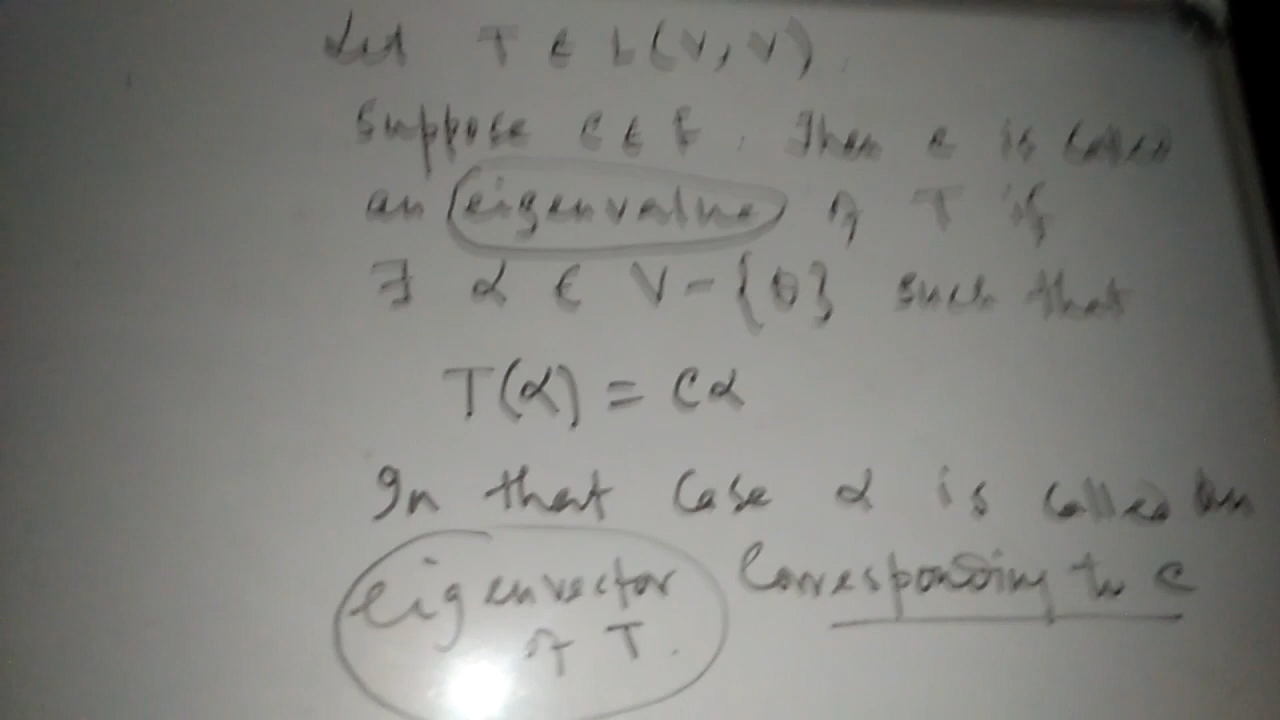 Let T ∈ L(V, V).
Suppose c ∈ F. Then c is called
an eigenvalue of T if
∃ α ∈ V - {θ} such that
T(α) = cα
In that case α is called an
eigenvector corresponding to c
of T.